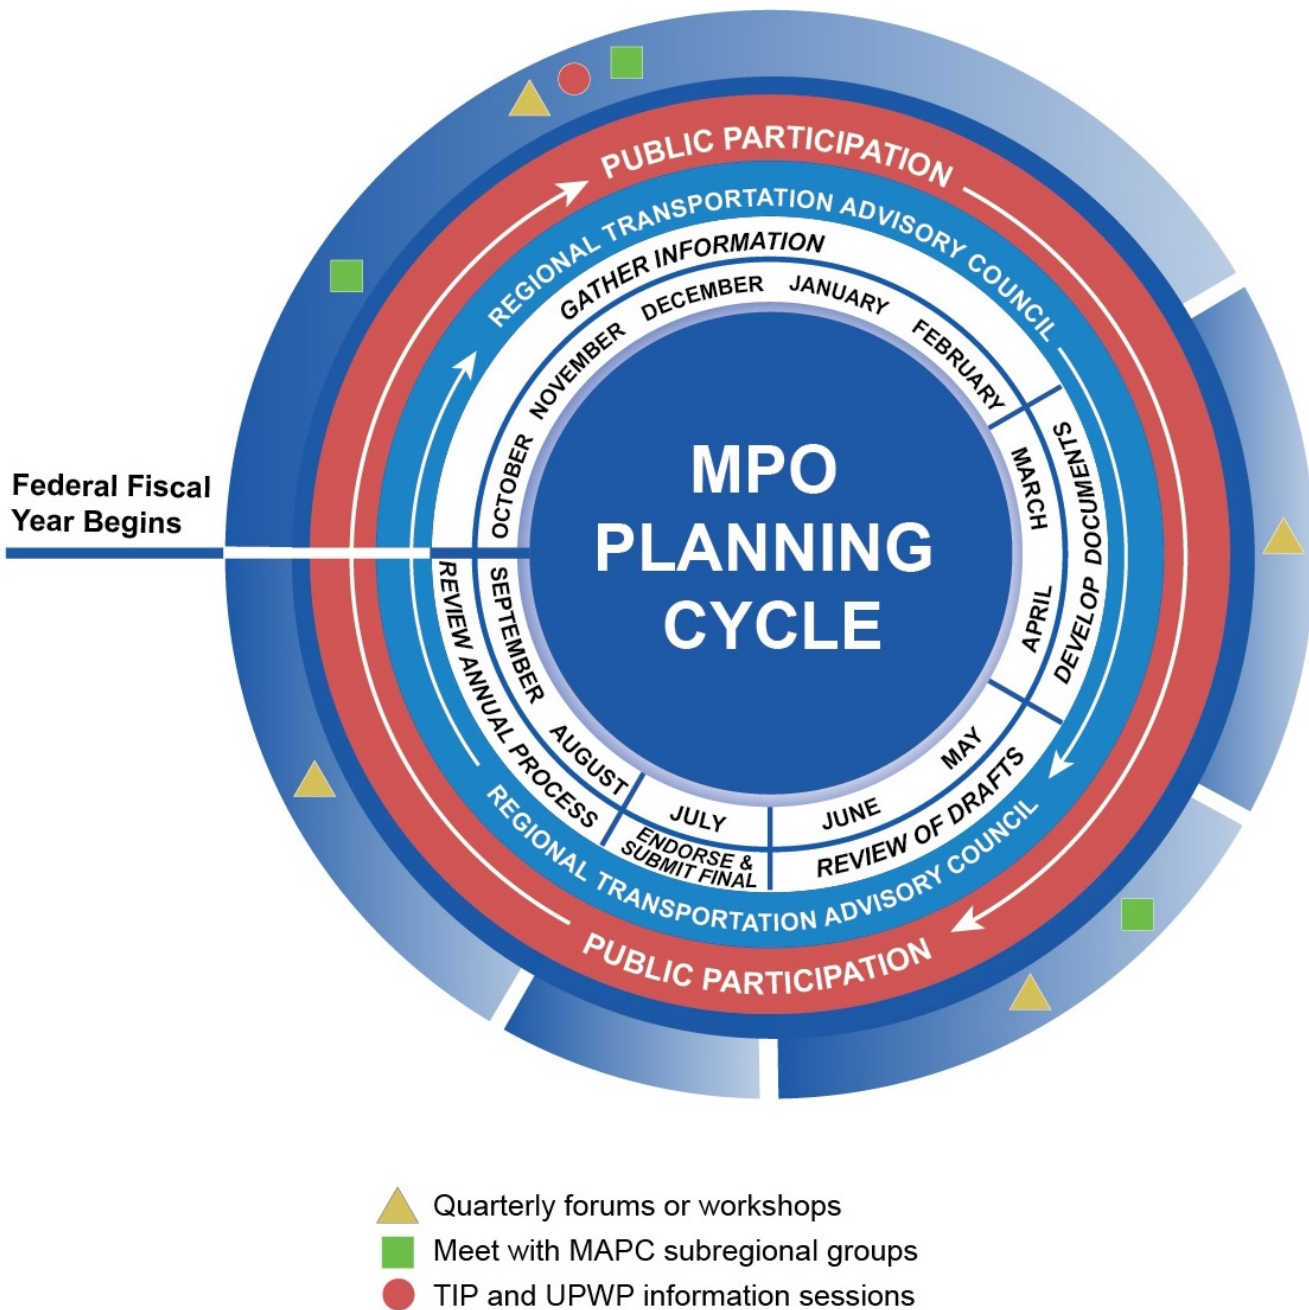 PUBLIC PARTICIPATION
REGIONAL TRANSPORTATION ADVISORY COUNCIL
GATHER INFORMATION
OCTOBER
NOVEMBER
DECEMBER
JANUARY
FEBRUARY
MARCH
APRIL
DEVELOP DOCUMENTS
MAY
JUNE
REVIEW OF DRAFTS
JULY
ENDORSE &
SUBMIT FINAL
AUGUST
SEPTEMBER
REVIEW ANNUAL PROCESS
REGIONAL TRANSPORTATION ADVISORY COUNCIL
PUBLIC PARTICIPATION
MPO
PLANNING
CYCLE
Federal Fiscal
Year Begins
Quarterly forums or workshops
Meet with MAPC subregional groups
TIP and UPWP information sessions